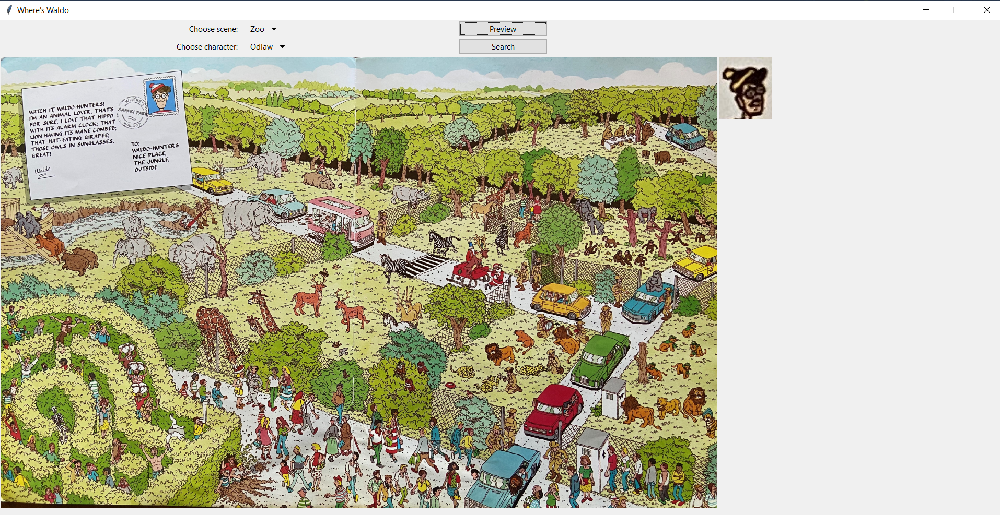 Where's Waldo
Choose scene: Zoo
Preview
Choose character: Odlaw
Search
WATCH IT, WALDO-HUNTERS!
I'M AN ANIMAL LOVER, THAT'S
FOR SURE. I LOVE THAT HIPPO
WITH ITS ALARM CLOCK; THAT
LION HAVING ITS MANE COMBED;
THAT HAT-EATING GIRAFFE;
THOSE OWLS IN SUNGLASSES.
GREAT!
Waldo
WHERE'S
SAFARI PARK
WALDO?
TO:
WALDO-HUNTERS
NICE PLACE,
THE JUNGLE,
OUTSIDE